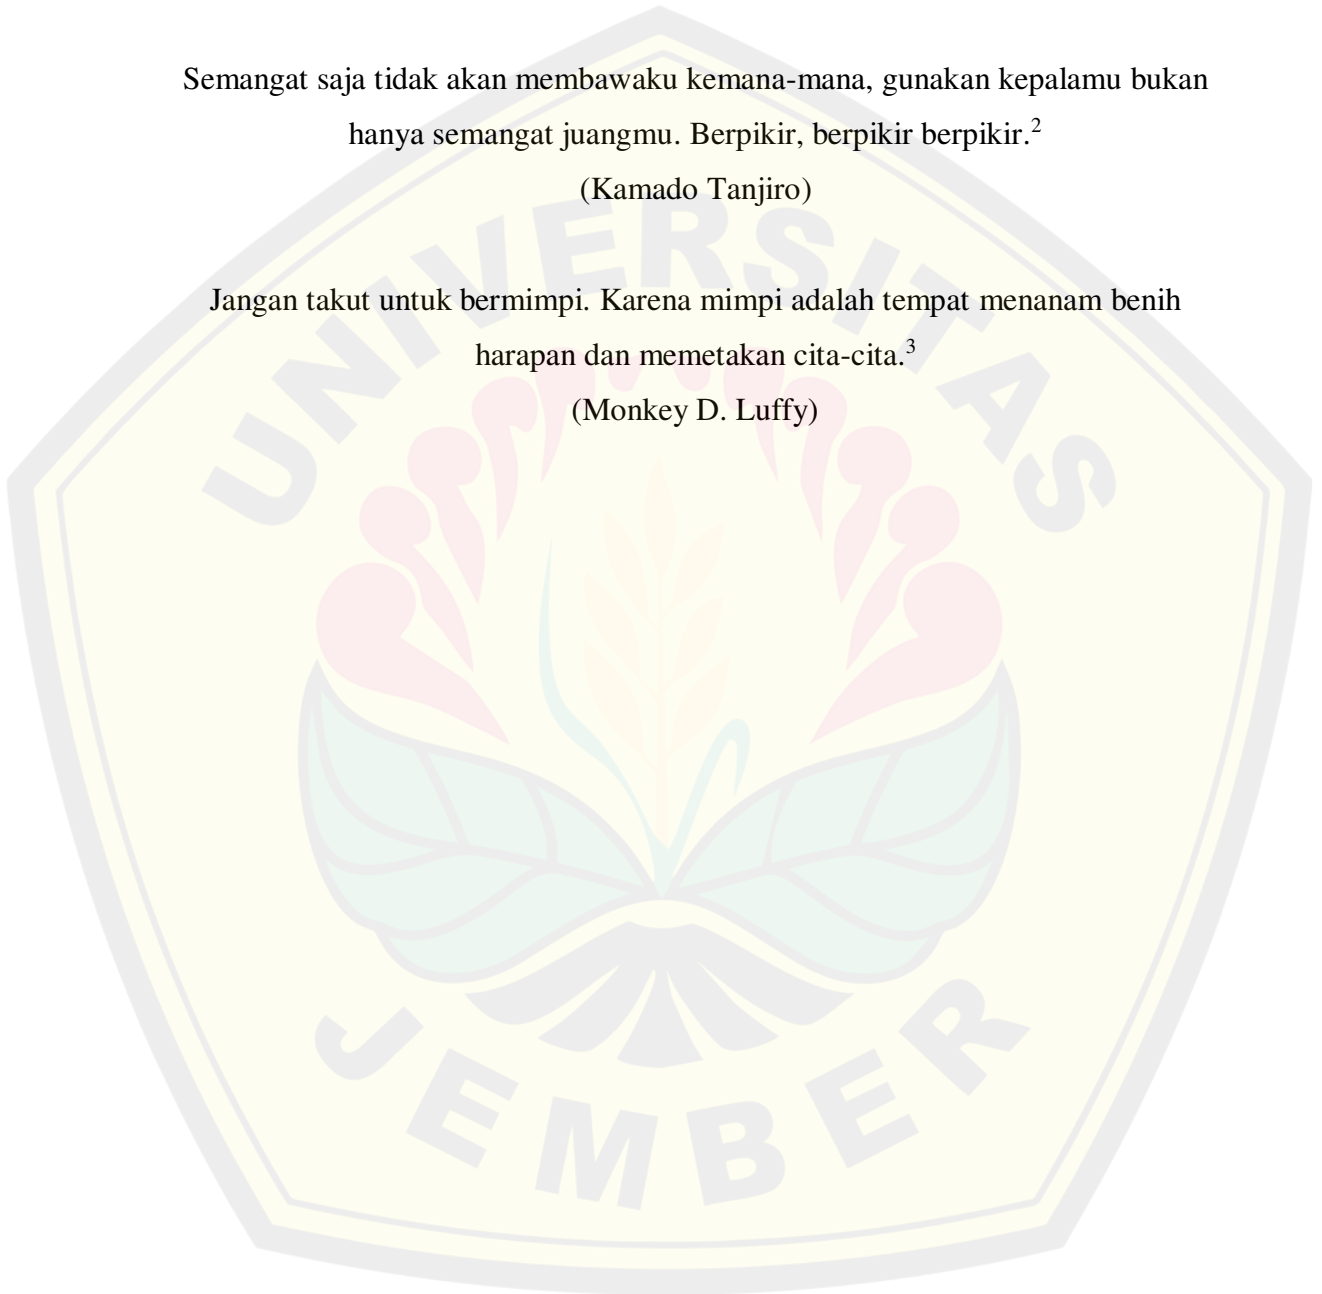 Semangat saja tidak akan membawaku kemana-mana, gunakan kepalamu bukan
hanya semangat juangmu. Berpikir, berpikir berpikir.²
(Kamado Tanjiro)
Jangan takut untuk bermimpi. Karena mimpi adalah tempat menanam benih
harapan dan memetakan cita-cita.³
(Monkey D. Luffy)
UNIVERSITAS
JEMBER